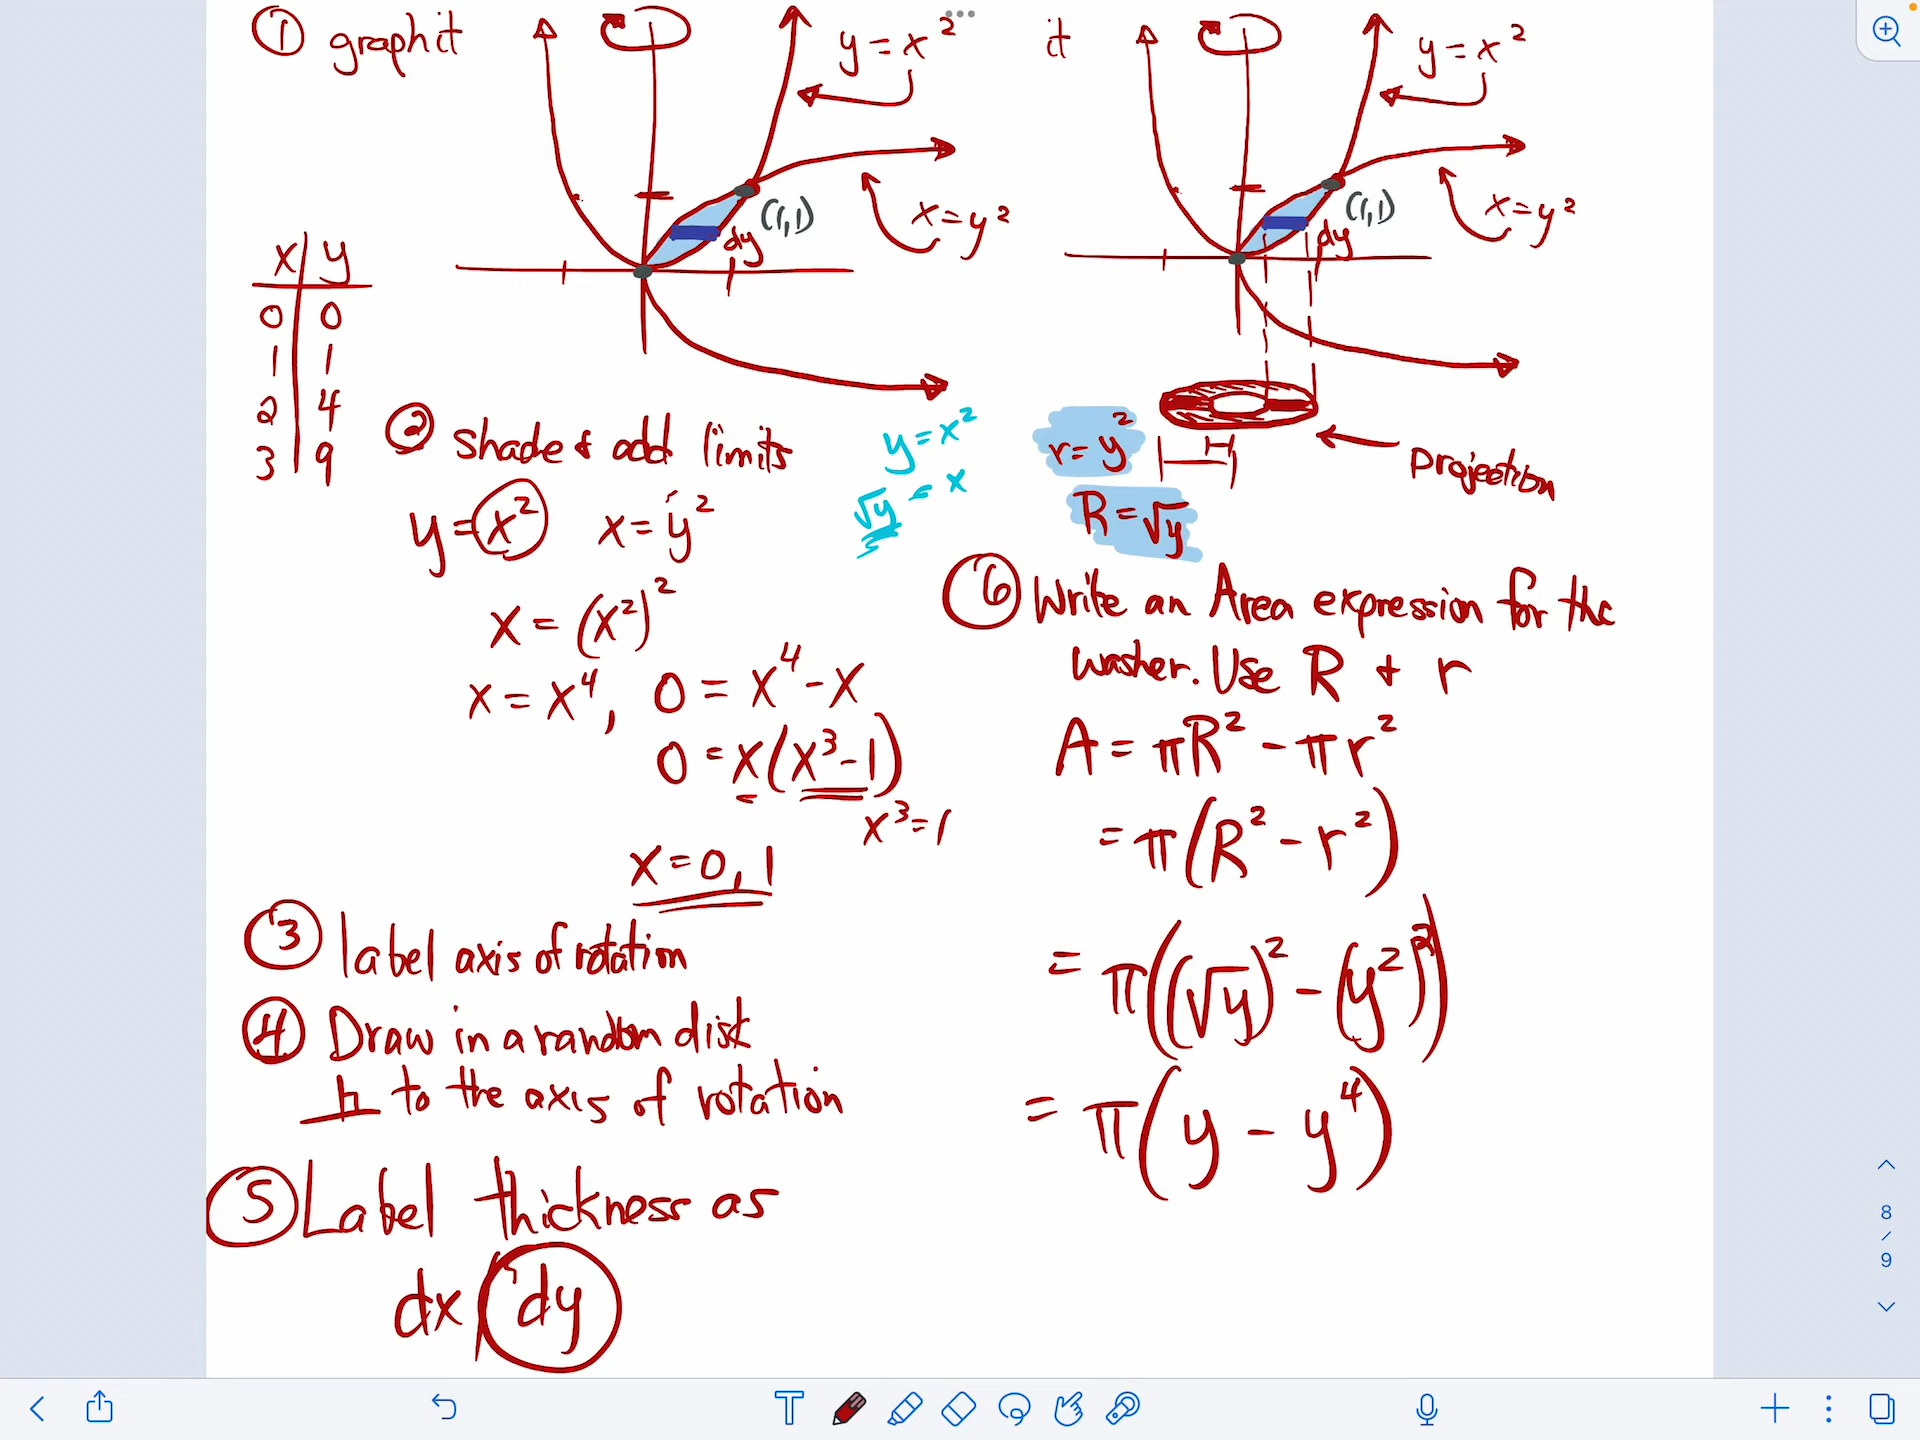 ① graph it
y = x²
x = y²
(1,1)
dy
x y
0 0
1 1
2 4
3 9
② shade & add limits
y = x² x = y²
y = x²
√y = x
x = (x²)²
x = x⁴, 0 = x⁴ - x
0 = x(x³ - 1)
x³ = 1
x = 0, 1
③ label axis of rotation
④ Draw in a random disk
⊥ to the axis of rotation
⑤ Label thickness as
dx / dy
it
y = x²
x = y²
(1,1)
dy
r = y²
R = √y
projection
⑥ Write an Area expression for the
washer. Use R + r
A = πR² - πr²
= π(R² - r²)
= π((√y)² - (y²)²)
= π(y - y⁴)
8
/
9
T